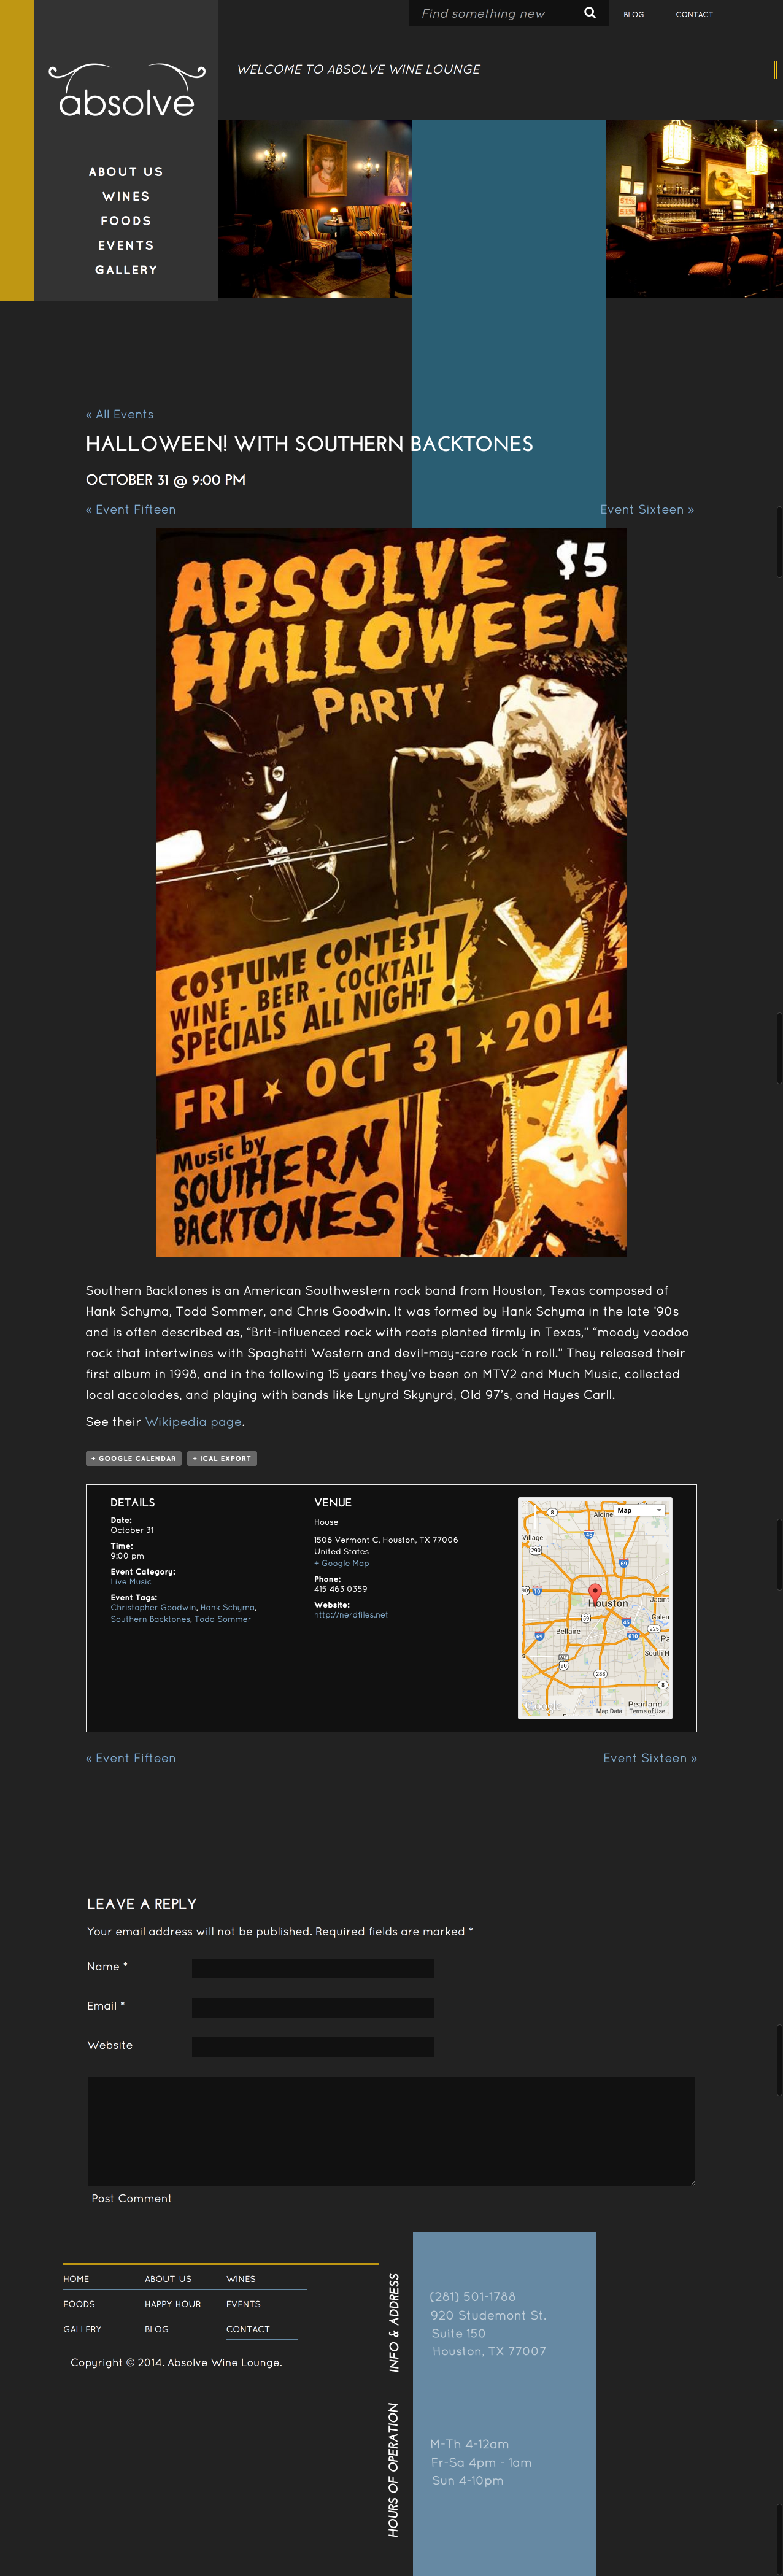 Find something new
BLOG
CONTACT
absolve
WELCOME TO ABSOLVE WINE LOUNGE
ABOUT US
WINES
FOODS
EVENTS
GALLERY
« All Events
HALLOWEEN! WITH SOUTHERN BACKTONES
OCTOBER 31 @ 9:00 PM
« Event Fifteen
Event Sixteen »
$5
ABSOLVE
HALLOWEEN
PARTY
COSTUME CONTEST!
WINE - BEER - COCKTAIL
SPECIALS ALL NIGHT!
FRI ★ OCT 31 ★ 2014
Music by
SOUTHERN
BACKTONES
Southern Backtones is an American Southwestern rock band from Houston, Texas composed of
Hank Schyma, Todd Sommer, and Chris Goodwin. It was formed by Hank Schyma in the late ’90s
and is often described as, “Brit-influenced rock with roots planted firmly in Texas,” “moody voodoo
rock that intertwines with Spaghetti Western and devil-may-care rock ‘n roll.” They released their
first album in 1998, and in the following 15 years they’ve been on MTV2 and Much Music, collected
local accolades, and playing with bands like Lynyrd Skynyrd, Old 97’s, and Hayes Carll.
See their Wikipedia page.
+ GOOGLE CALENDAR
+ ICAL EXPORT
DETAILS
Date:
October 31
Time:
9:00 pm
Event Category:
Live Music
Event Tags:
Christopher Goodwin, Hank Schyma,
Southern Backtones, Todd Sommer
VENUE
House
1506 Vermont C, Houston, TX 77006
United States
+ Google Map
Phone:
415 463 0359
Website:
http://nerdfiles.net
Map
Aldine
Village
Houston
Jacint
Galen
Bellaire
Pa
South H
Pearland
Google
Map Data
Terms of Use
« Event Fifteen
Event Sixteen »
LEAVE A REPLY
Your email address will not be published. Required fields are marked *
Name *
Email *
Website
Post Comment
HOME
ABOUT US
WINES
FOODS
HAPPY HOUR
EVENTS
GALLERY
BLOG
CONTACT
Copyright © 2014. Absolve Wine Lounge.
INFO & ADDRESS
(281) 501-1788
920 Studemont St.
Suite 150
Houston, TX 77007
HOURS OF OPERATION
M-Th 4-12am
Fr-Sa 4pm - 1am
Sun 4-10pm